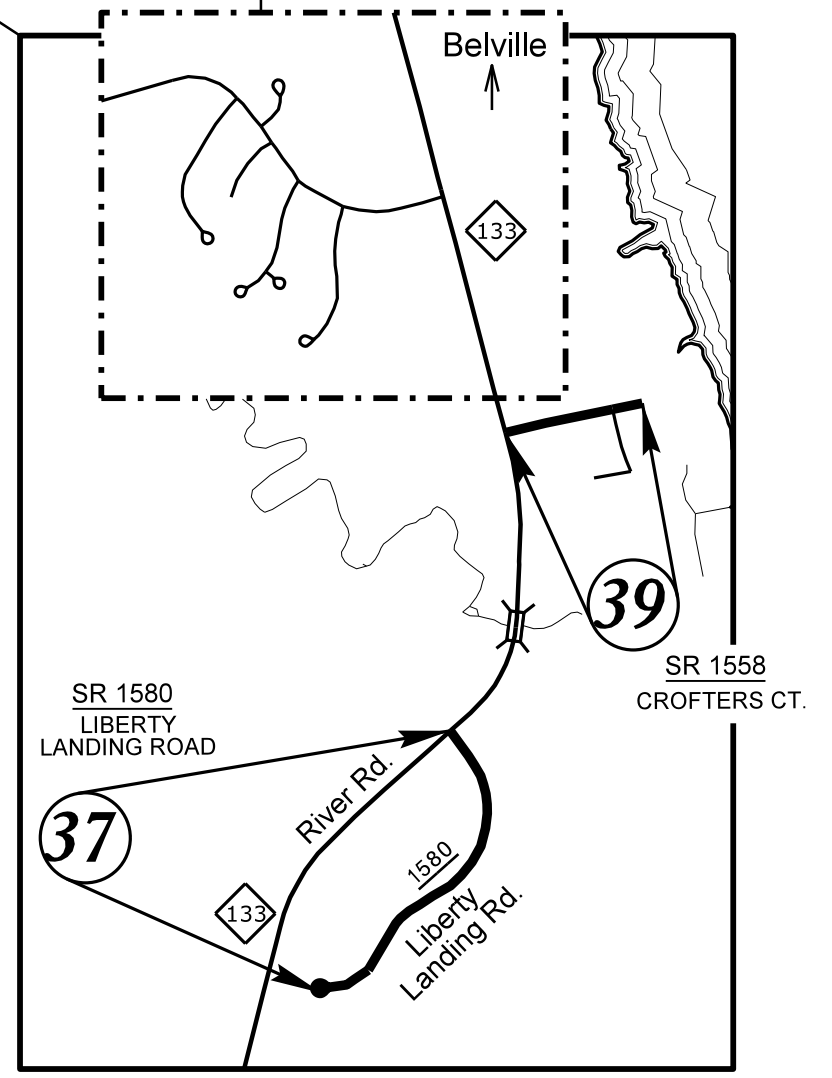 Belville
133
39
SR 1558
CROFTERS CT.
SR 1580
LIBERTY
LANDING ROAD
River Rd.
37
1580
133
Liberty
Landing Rd.